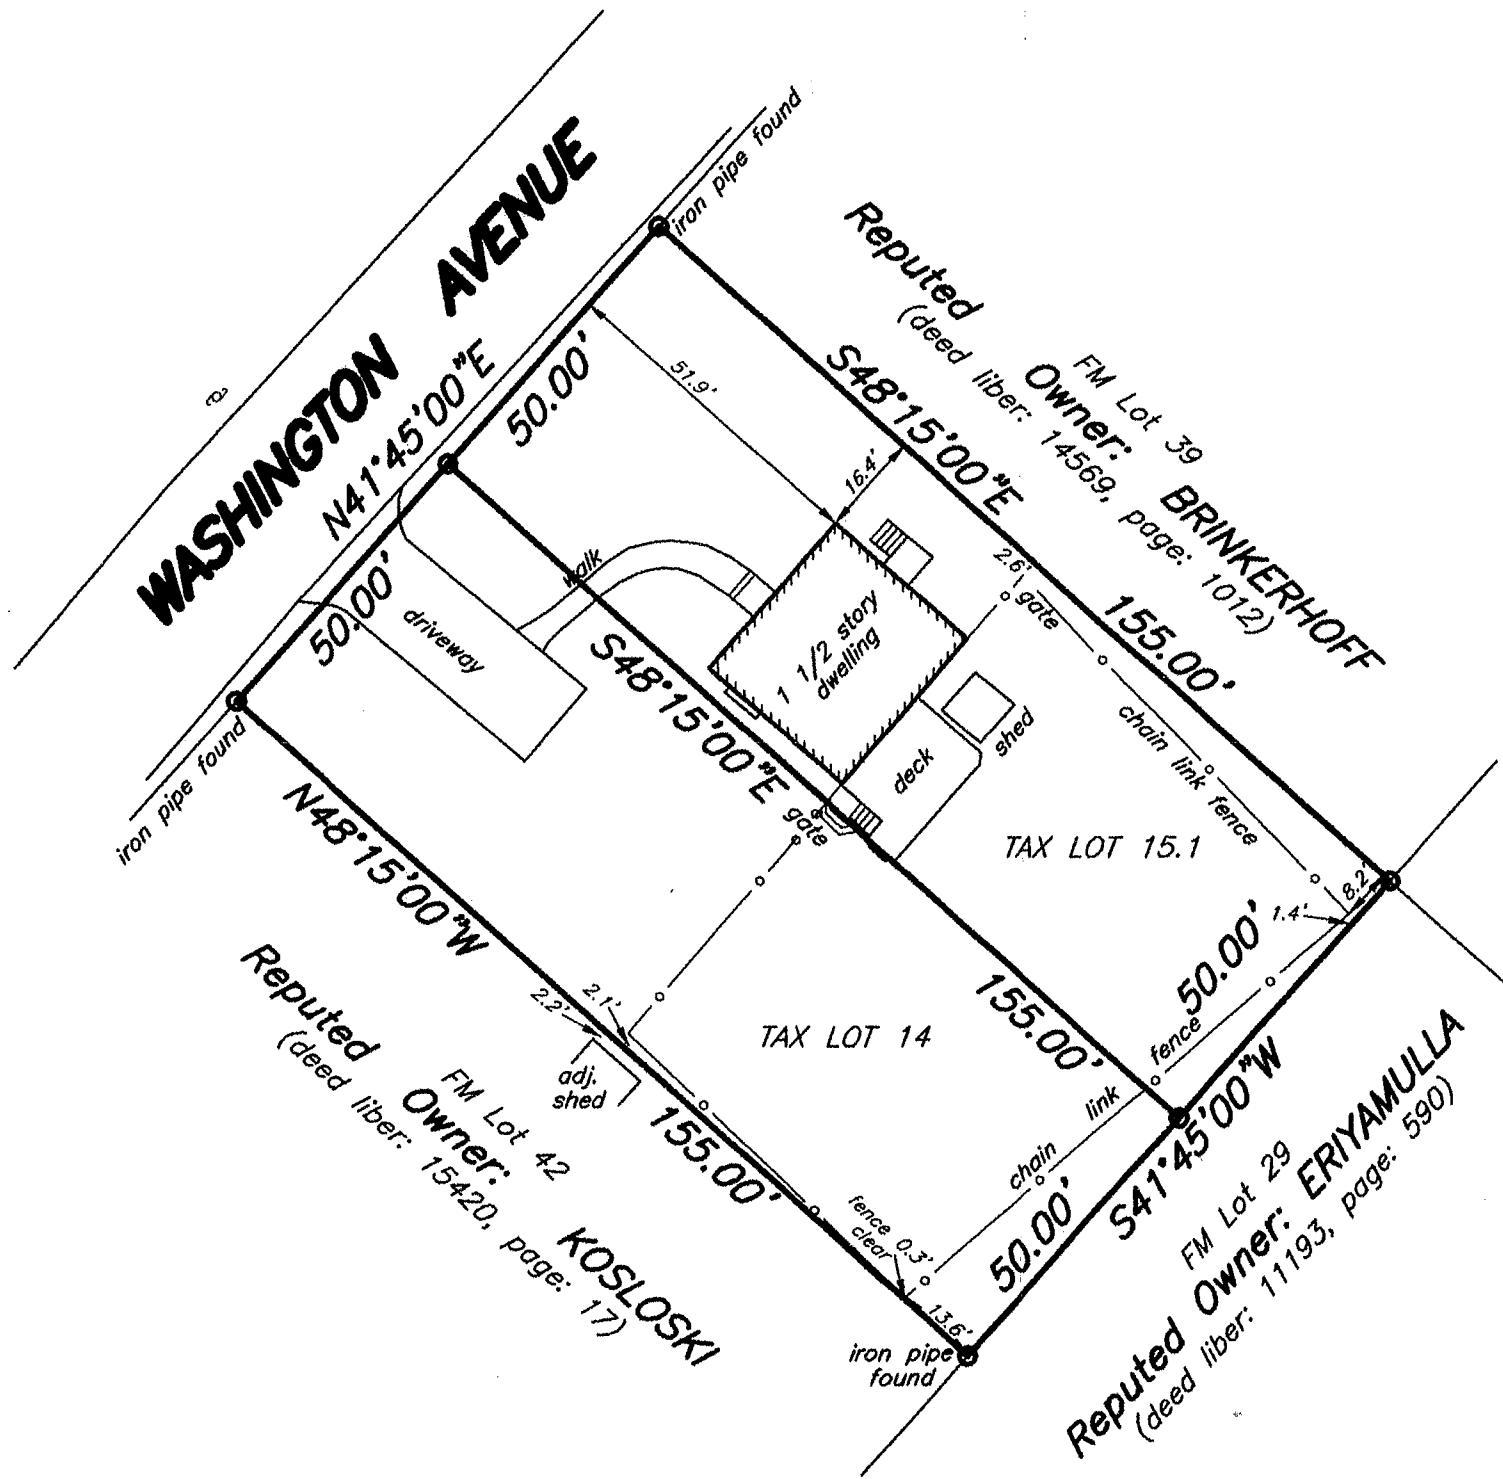 WASHINGTON AVENUE
N41°45'00"E
iron pipe found
50.00'
50.00'
iron pipe found
51.9'
16.4'
S48°15'00"E
155.00'
FM Lot 39
Reputed Owner: BRINKERHOFF
(deed liber: 14569, page: 1012)
walk
driveway
1 1/2 story
dwelling
2.6'
gate
shed
deck
chain link fence
S48°15'00"E
155.00'
gate
TAX LOT 15.1
8.2'
1.4'
50.00'
N48°15'00"W
155.00'
2.1'
2.2'
adj.
shed
TAX LOT 14
FM Lot 42
Reputed Owner: KOSLOSKI
(deed liber: 15420, page: 17)
chain link fence
fence 0.3'
clear
13.6'
50.00'
S41°45'00"W
iron pipe
found
FM Lot 29
Reputed Owner: ERIYAMULLA
(deed liber: 11193, page: 590)